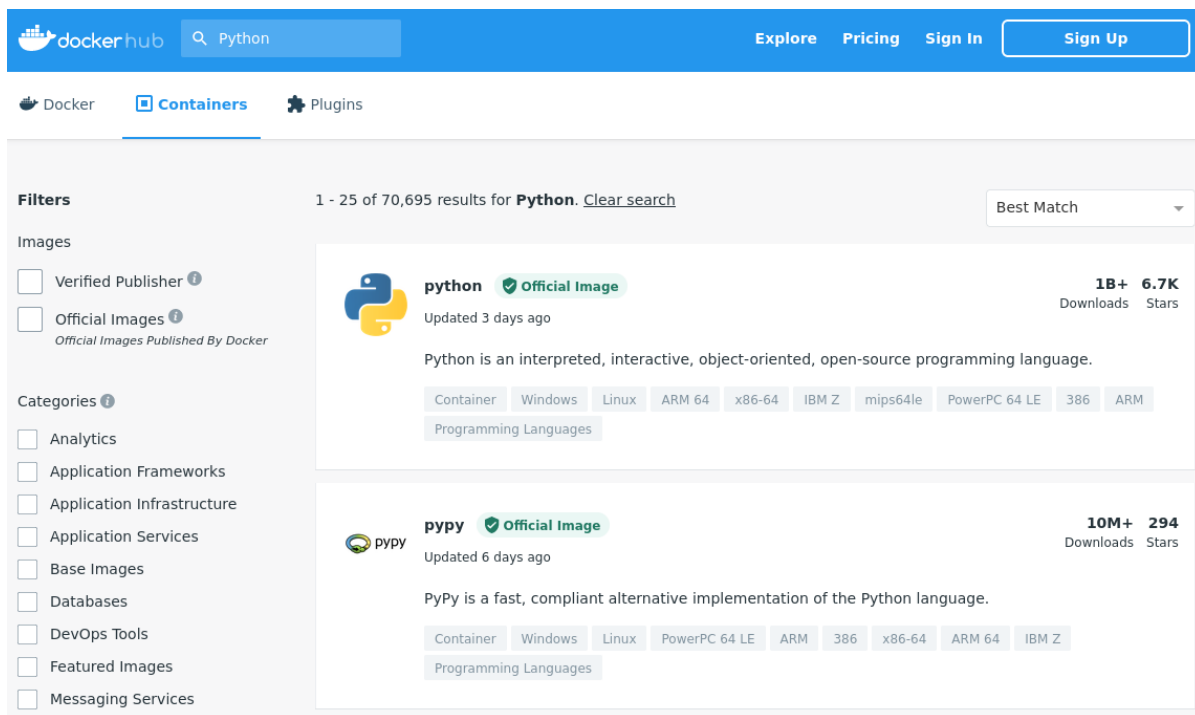 dockerhub Python Explore Pricing Sign In Sign Up
Docker Containers Plugins
Filters
Images
Verified Publisher
Official Images
Official Images Published By Docker
Categories
Analytics
Application Frameworks
Application Infrastructure
Application Services
Base Images
Databases
DevOps Tools
Featured Images
Messaging Services
1 - 25 of 70,695 results for Python. Clear search
Best Match
python Official Image
1B+ 6.7K
Downloads Stars
Updated 3 days ago
Python is an interpreted, interactive, object-oriented, open-source programming language.
Container Windows Linux ARM 64 x86-64 IBM Z mips64le PowerPC 64 LE 386 ARM
Programming Languages
pypy
pypy Official Image
10M+ 294
Downloads Stars
Updated 6 days ago
PyPy is a fast, compliant alternative implementation of the Python language.
Container Windows Linux PowerPC 64 LE ARM 386 x86-64 ARM 64 IBM Z
Programming Languages